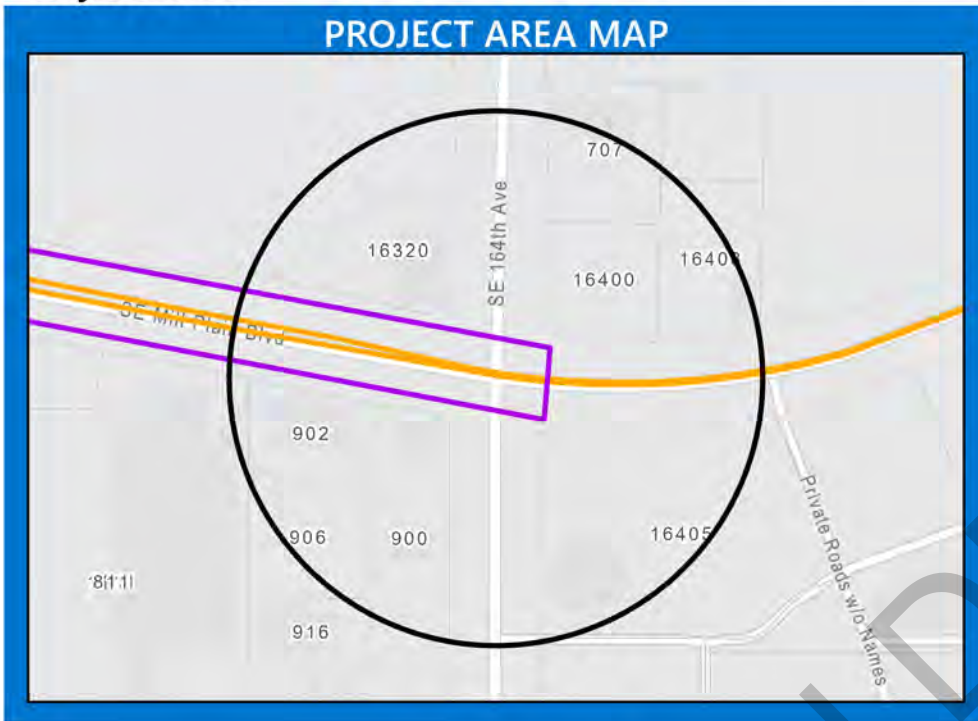 PROJECT AREA MAP
707
SE 164th Ave
16320
16400
SE Mill Plain Blvd
902
906
900
16405
Private Roads w/o Names
916